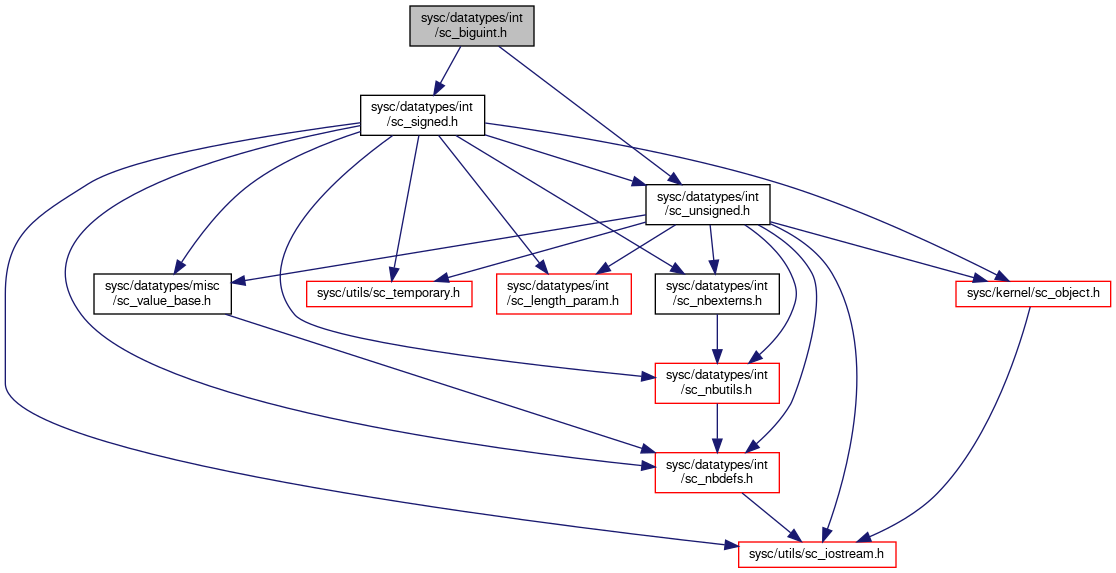 sysc/datatypes/int
/sc_biguint.h
sysc/datatypes/int
/sc_signed.h
sysc/datatypes/int
/sc_unsigned.h
sysc/datatypes/misc
/sc_value_base.h
sysc/utils/sc_temporary.h
sysc/datatypes/int
/sc_length_param.h
sysc/datatypes/int
/sc_nbexterns.h
sysc/kernel/sc_object.h
sysc/datatypes/int
/sc_nbutils.h
sysc/datatypes/int
/sc_nbdefs.h
sysc/utils/sc_iostream.h